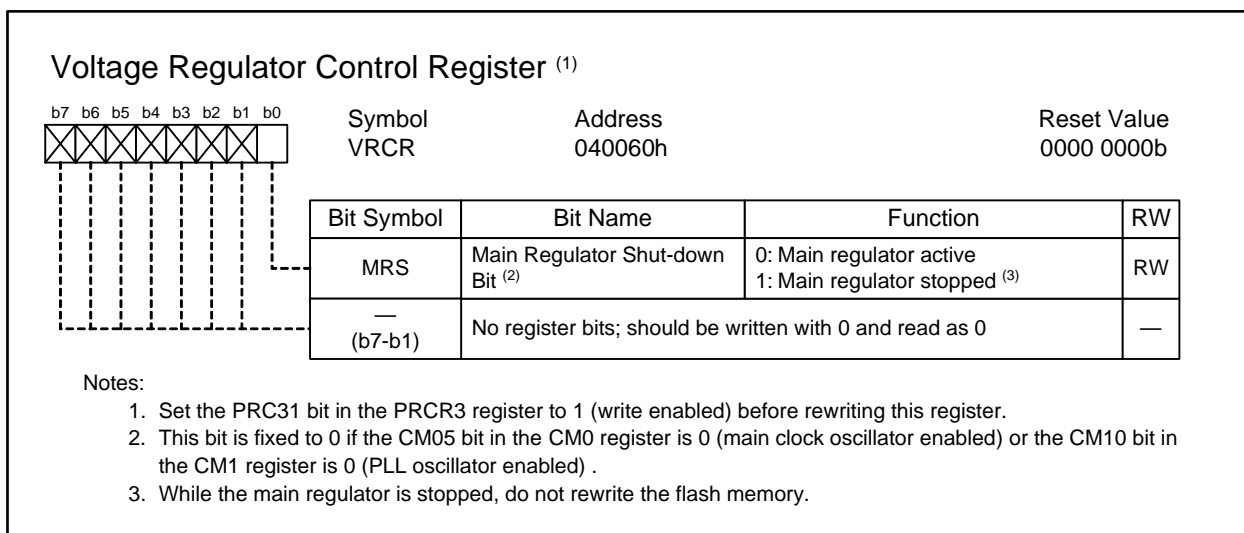 Voltage Regulator Control Register (1)
b7 b6 b5 b4 b3 b2 b1 b0
Symbol Address Reset Value
VRCR 040060h 0000 0000b
Bit Symbol Bit Name Function RW
MRS Main Regulator Shut-down Bit (2) 0: Main regulator active
1: Main regulator stopped (3) RW
— (b7-b1) No register bits; should be written with 0 and read as 0 —
Notes:
1. Set the PRC31 bit in the PRCR3 register to 1 (write enabled) before rewriting this register.
2. This bit is fixed to 0 if the CM05 bit in the CM0 register is 0 (main clock oscillator enabled) or the CM10 bit in
the CM1 register is 0 (PLL oscillator enabled) .
3. While the main regulator is stopped, do not rewrite the flash memory.